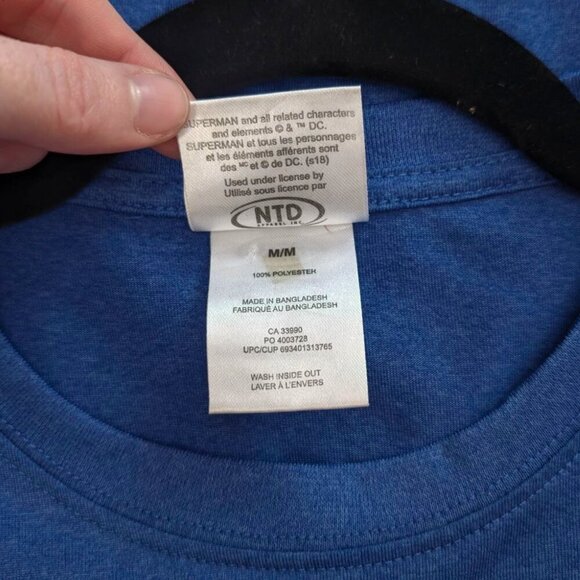 SUPERMAN and all related characters
and elements © & ™ DC.
SUPERMAN et tous les personnages
et les éléments afférents sont
des ᴹᶜ et © de DC. (s18)
Used under license by
Utilisé sous licence par
NTD
APPAREL INC.
M/M
100% POLYESTER
MADE IN BANGLADESH
FABRIQUÉ AU BANGLADESH
CA 33990
PO 4003728
UPC/CUP 693401313765
WASH INSIDE OUT
LAVER À L'ENVERS